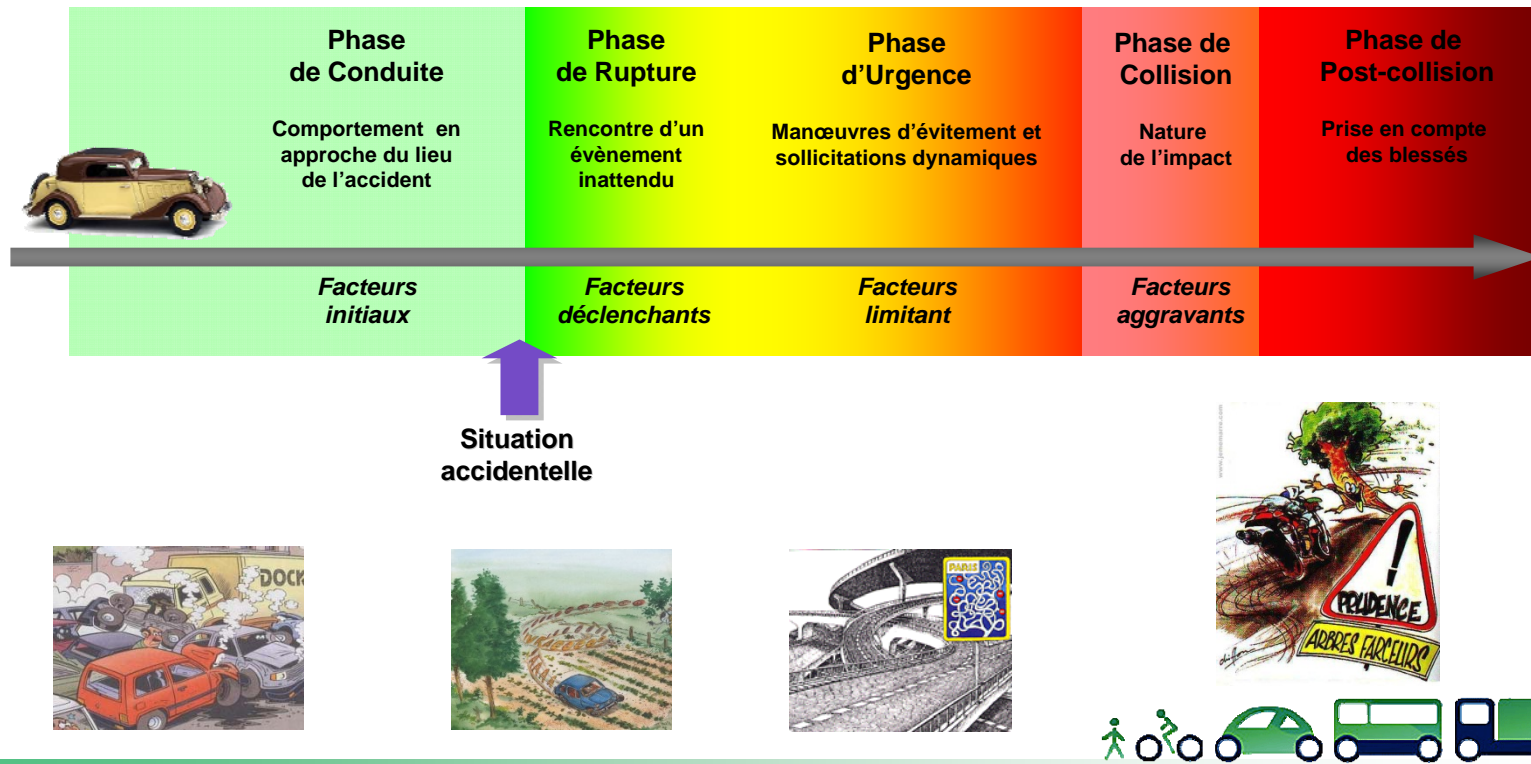 Phase
de Conduite
Comportement en
approche du lieu
de l'accident
Phase
de Rupture
Rencontre d'un
évènement
inattendu
Phase
d'Urgence
Manœuvres d'évitement et
sollicitations dynamiques
Phase de
Collision
Nature
de l'impact
Phase de
Post-collision
Prise en compte
des blessés
Facteurs
initiaux
Facteurs
déclenchants
Facteurs
limitant
Facteurs
aggravants
Situation
accidentelle
DOCK
PARIS
!
PRUDENCE
ARBRES FARCEURS